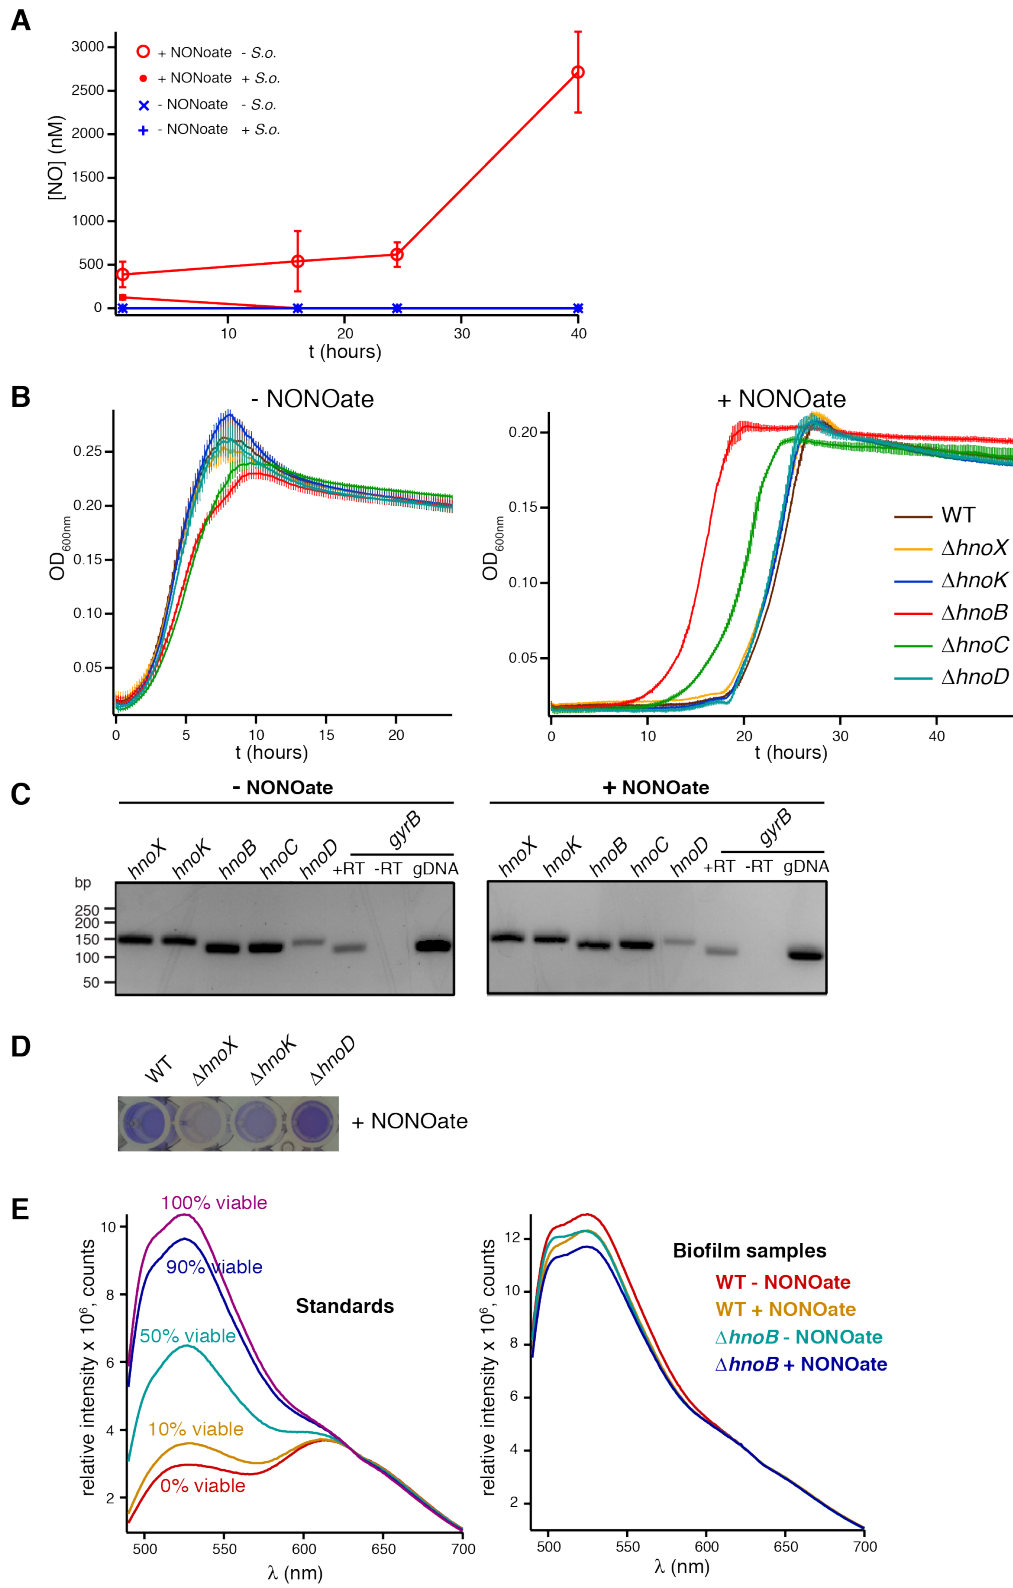 A
+ NONoate - S.o.
+ NONoate + S.o.
- NONoate - S.o.
- NONoate + S.o.
[NO] (nM)
3000
2500
2000
1500
1000
500
0
10 20 30 40
t (hours)
B
- NONOate
OD600nm
0.25
0.20
0.15
0.10
0.05
0 5 10 15 20
t (hours)
+ NONOate
OD600nm
0.20
0.15
0.10
0.05
0 10 20 30 40
t (hours)
WT
ΔhnoX
ΔhnoK
ΔhnoB
ΔhnoC
ΔhnoD
C
- NONOate
hnoX hnoK hnoB hnoC hnoD gyrB
+RT -RT gDNA
bp
250
200
150
100
50
+ NONOate
hnoX hnoK hnoB hnoC hnoD gyrB
+RT -RT gDNA
D
WT ΔhnoX ΔhnoK ΔhnoD
+ NONOate
E
relative intensity x 10⁶, counts
10
8
6
4
2
100% viable
90% viable
50% viable
10% viable
0% viable
Standards
500 550 600 650 700
λ (nm)
relative intensity x 10⁶, counts
12
10
8
6
4
2
Biofilm samples
WT - NONOate
WT + NONOate
ΔhnoB - NONOate
ΔhnoB + NONOate
500 550 600 650 700
λ (nm)